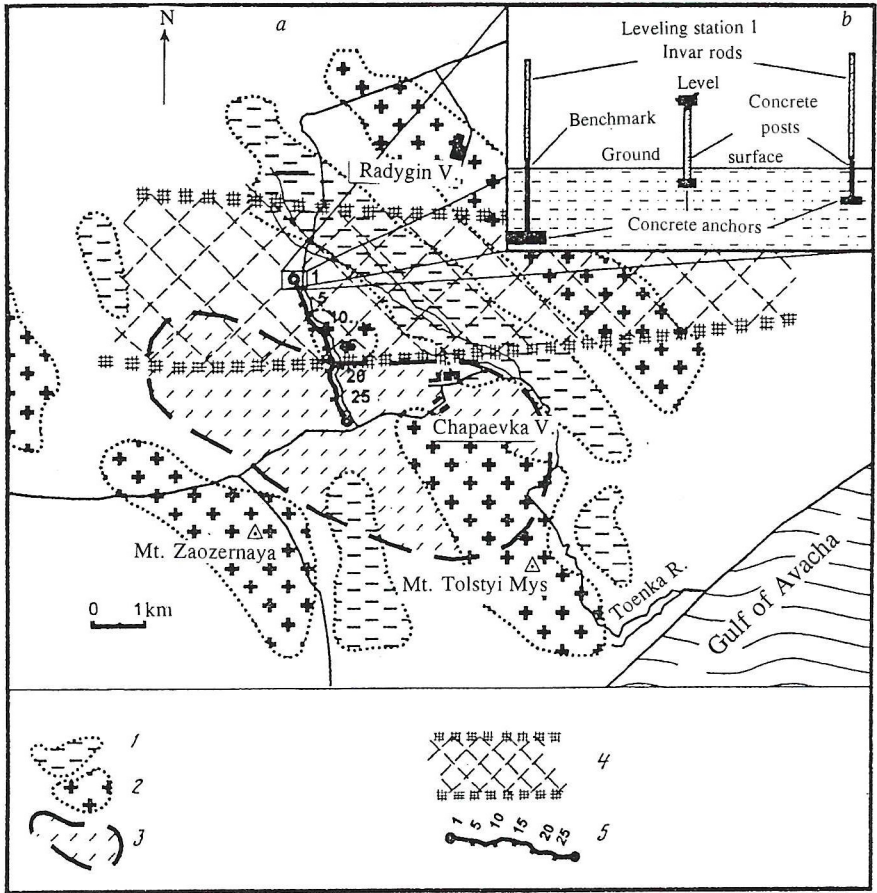 N
a
b
Leveling station 1
Invar rods
Level
Benchmark
Concrete
posts
Ground surface
Concrete anchors
Radygin V
1
5
10
20
25
Chapaevka V.
Mt. Zaozernaya
Mt. Tolstyi Mys
Toenka R.
Gulf of Avacha
0 1 km
1
2
3
4
1 5 10 15 20 25
5